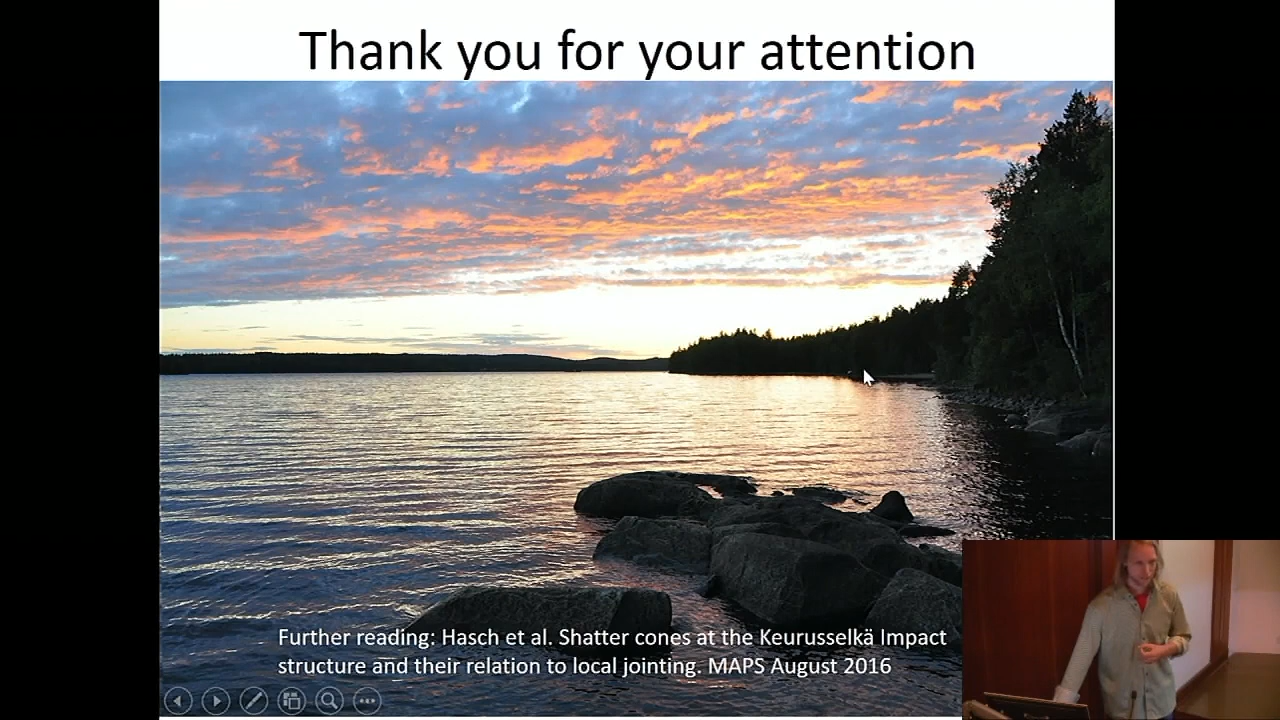 Thank you for your attention
Further reading: Hasch et al. Shatter cones at the Keurusselkä Impact
structure and their relation to local jointing. MAPS August 2016